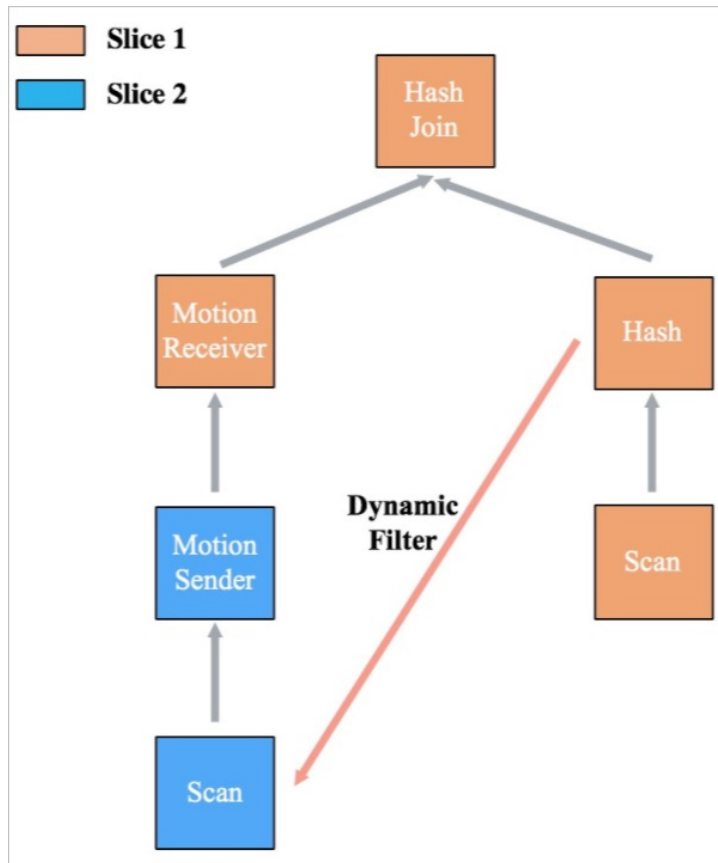 Slice 1
Slice 2
Hash
Join
Motion
Receiver
Hash
Dynamic
Filter
Motion
Sender
Scan
Scan